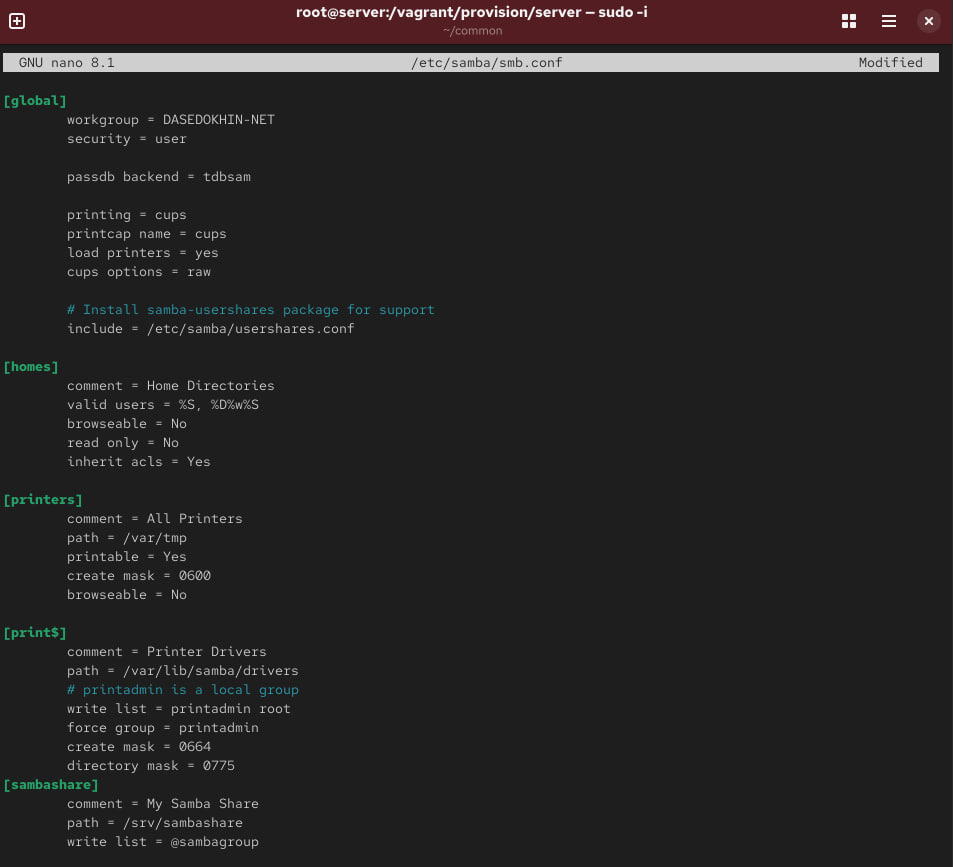 root@server:/vagrant/provision/server — sudo -i
~/common
GNU nano 8.1 /etc/samba/smb.conf Modified
[global]
workgroup = DASEDOKHIN-NET
security = user
passdb backend = tdbsam
printing = cups
printcap name = cups
load printers = yes
cups options = raw
# Install samba-usershares package for support
include = /etc/samba/usershares.conf
[homes]
comment = Home Directories
valid users = %S, %D%w%S
browseable = No
read only = No
inherit acls = Yes
[printers]
comment = All Printers
path = /var/tmp
printable = Yes
create mask = 0600
browseable = No
[print$]
comment = Printer Drivers
path = /var/lib/samba/drivers
# printadmin is a local group
write list = printadmin root
force group = printadmin
create mask = 0664
directory mask = 0775
[sambashare]
comment = My Samba Share
path = /srv/sambashare
write list = @sambagroup